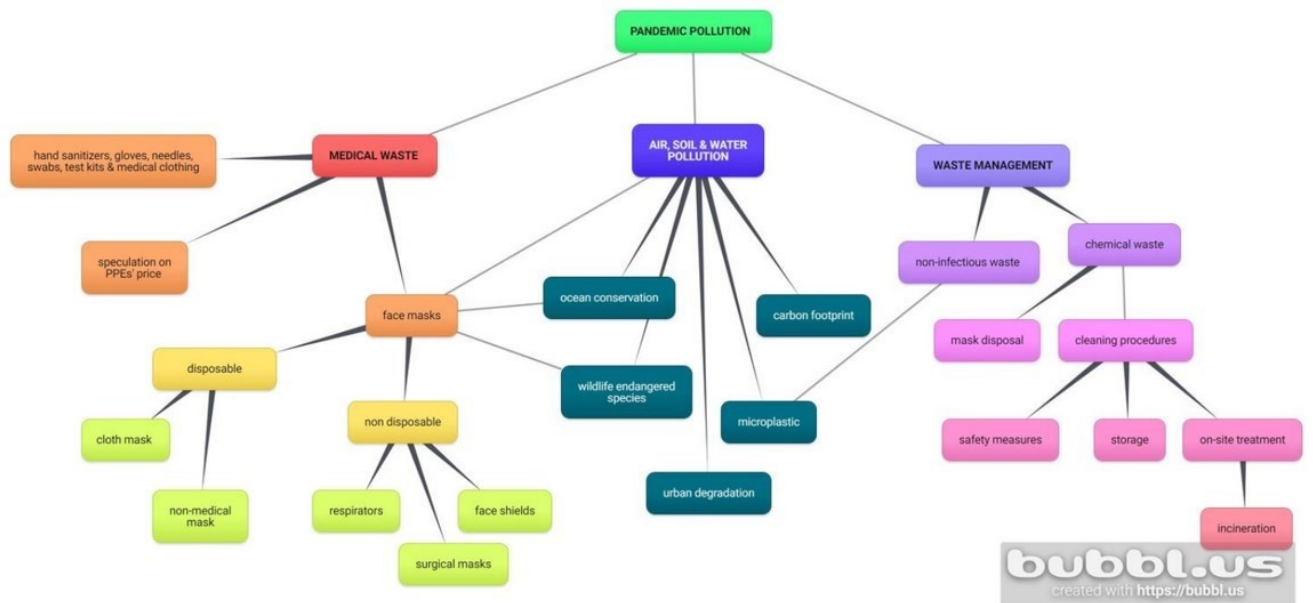 PANDEMIC POLLUTION
hand sanitizers, gloves, needles,
swabs, test kits & medical clothing
MEDICAL WASTE
AIR, SOIL & WATER
POLLUTION
WASTE MANAGEMENT
speculation on
PPEs' price
non-infectious waste
chemical waste
face masks
ocean conservation
carbon footprint
mask disposal
cleaning procedures
disposable
wildlife endangered
species
cloth mask
non disposable
microplastic
safety measures
storage
on-site treatment
non-medical
mask
respirators
face shields
urban degradation
surgical masks
incineration
bubbl.us
created with https://bubbl.us